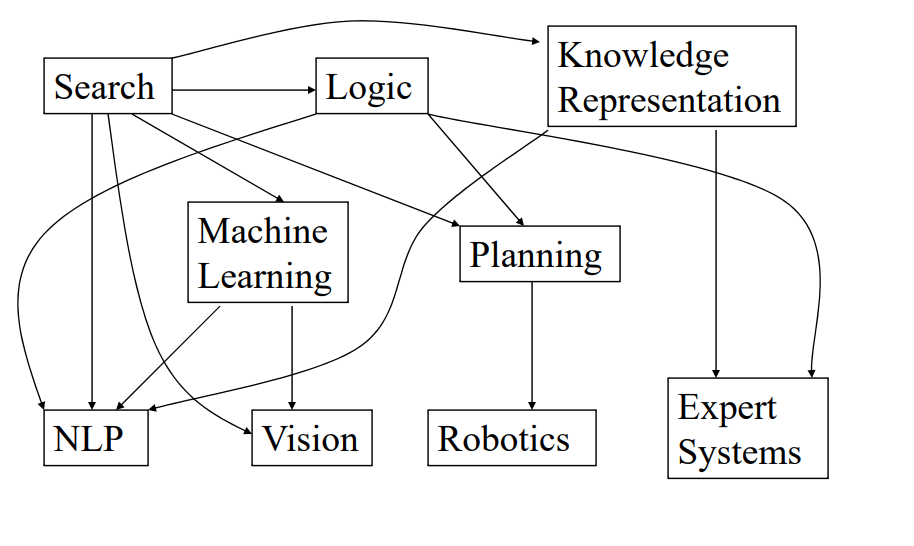 Search
Logic
Knowledge
Representation
Machine
Learning
Planning
NLP
Vision
Robotics
Expert
Systems